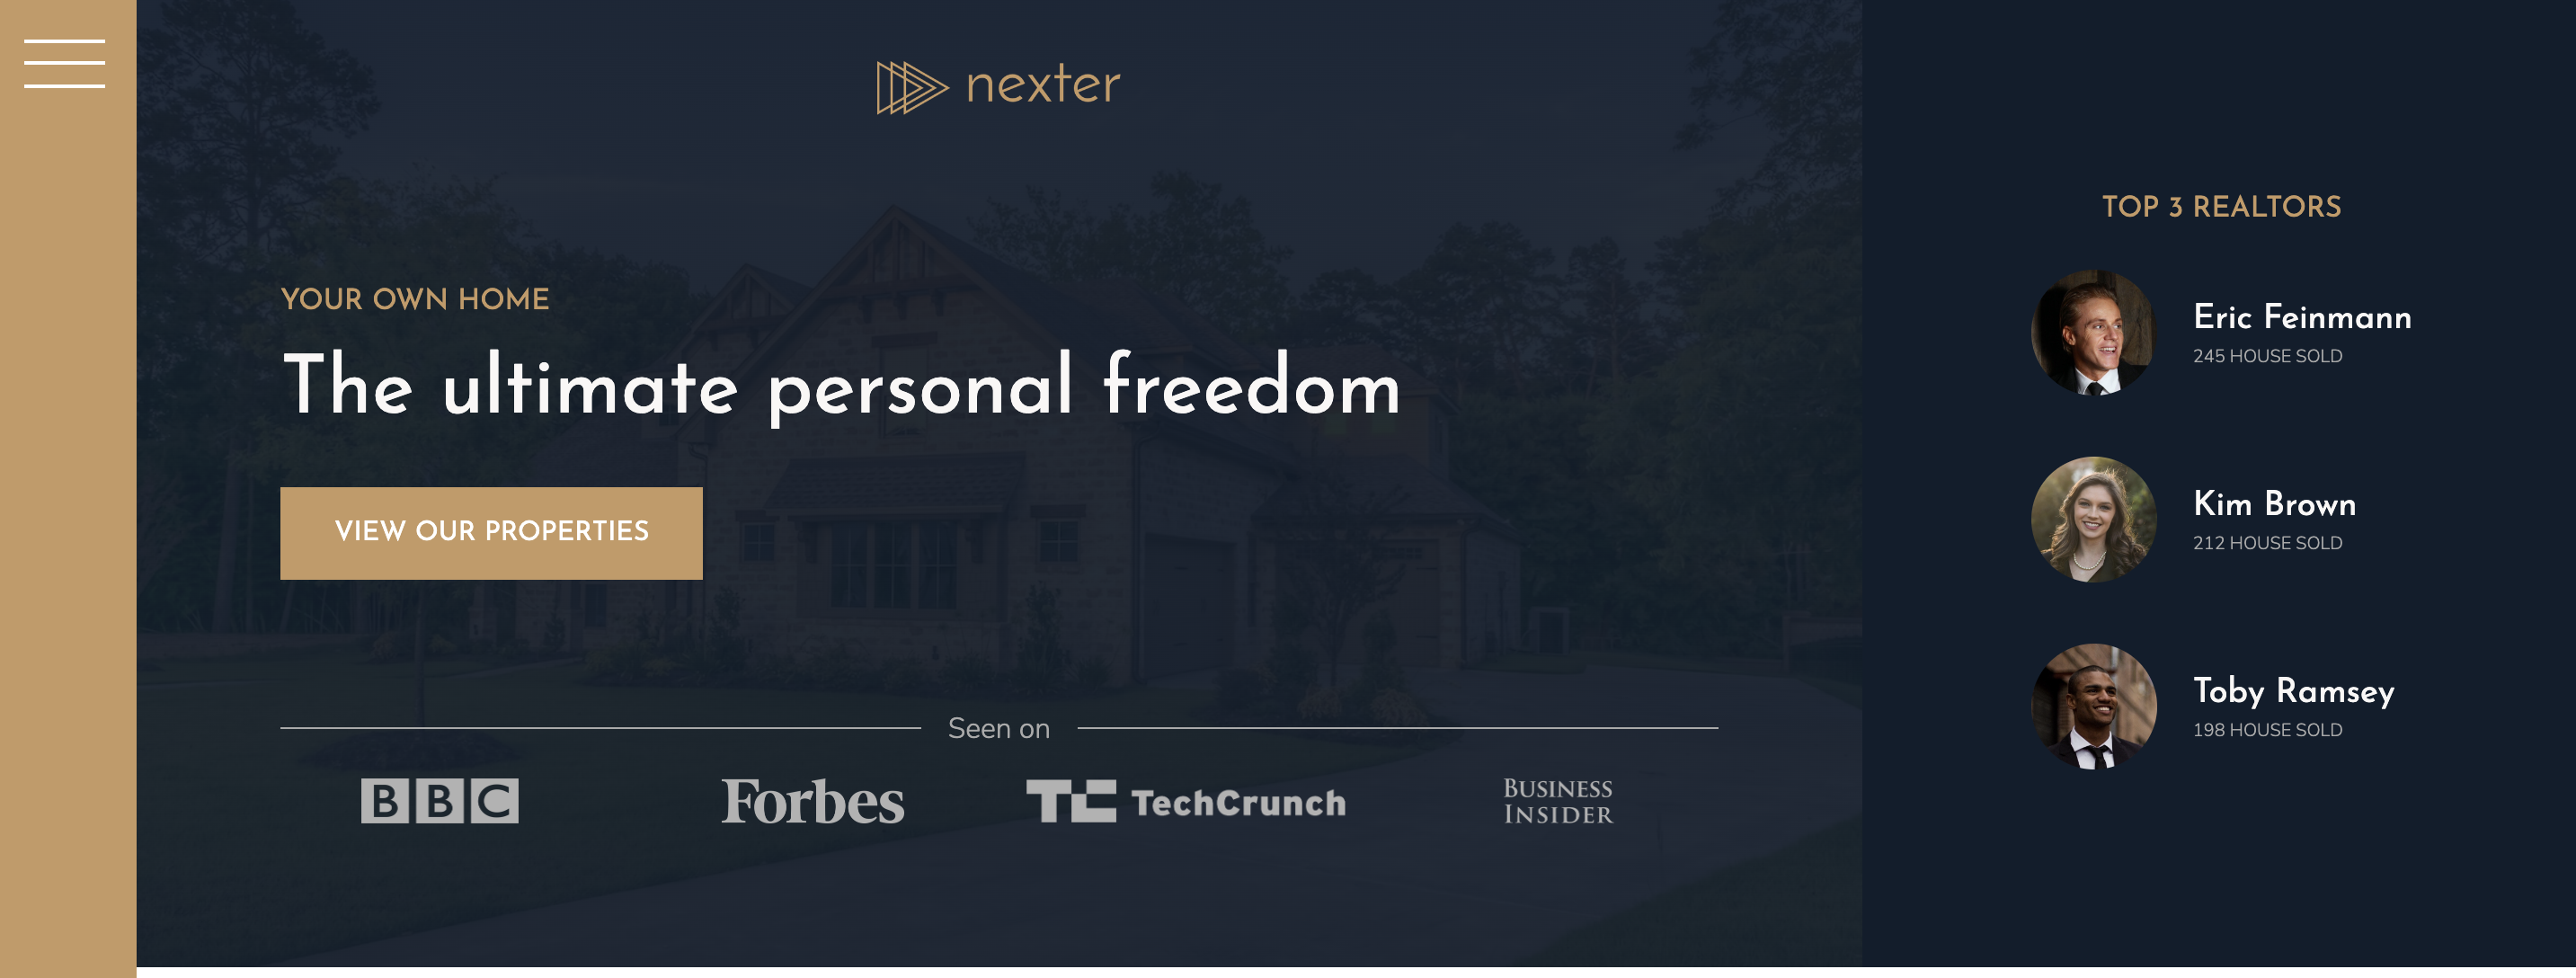 nexter
YOUR OWN HOME
The ultimate personal freedom
VIEW OUR PROPERTIES
Seen on
BBC
Forbes
TC TechCrunch
BUSINESS
INSIDER
TOP 3 REALTORS
Eric Feinmann
245 HOUSE SOLD
Kim Brown
212 HOUSE SOLD
Toby Ramsey
198 HOUSE SOLD